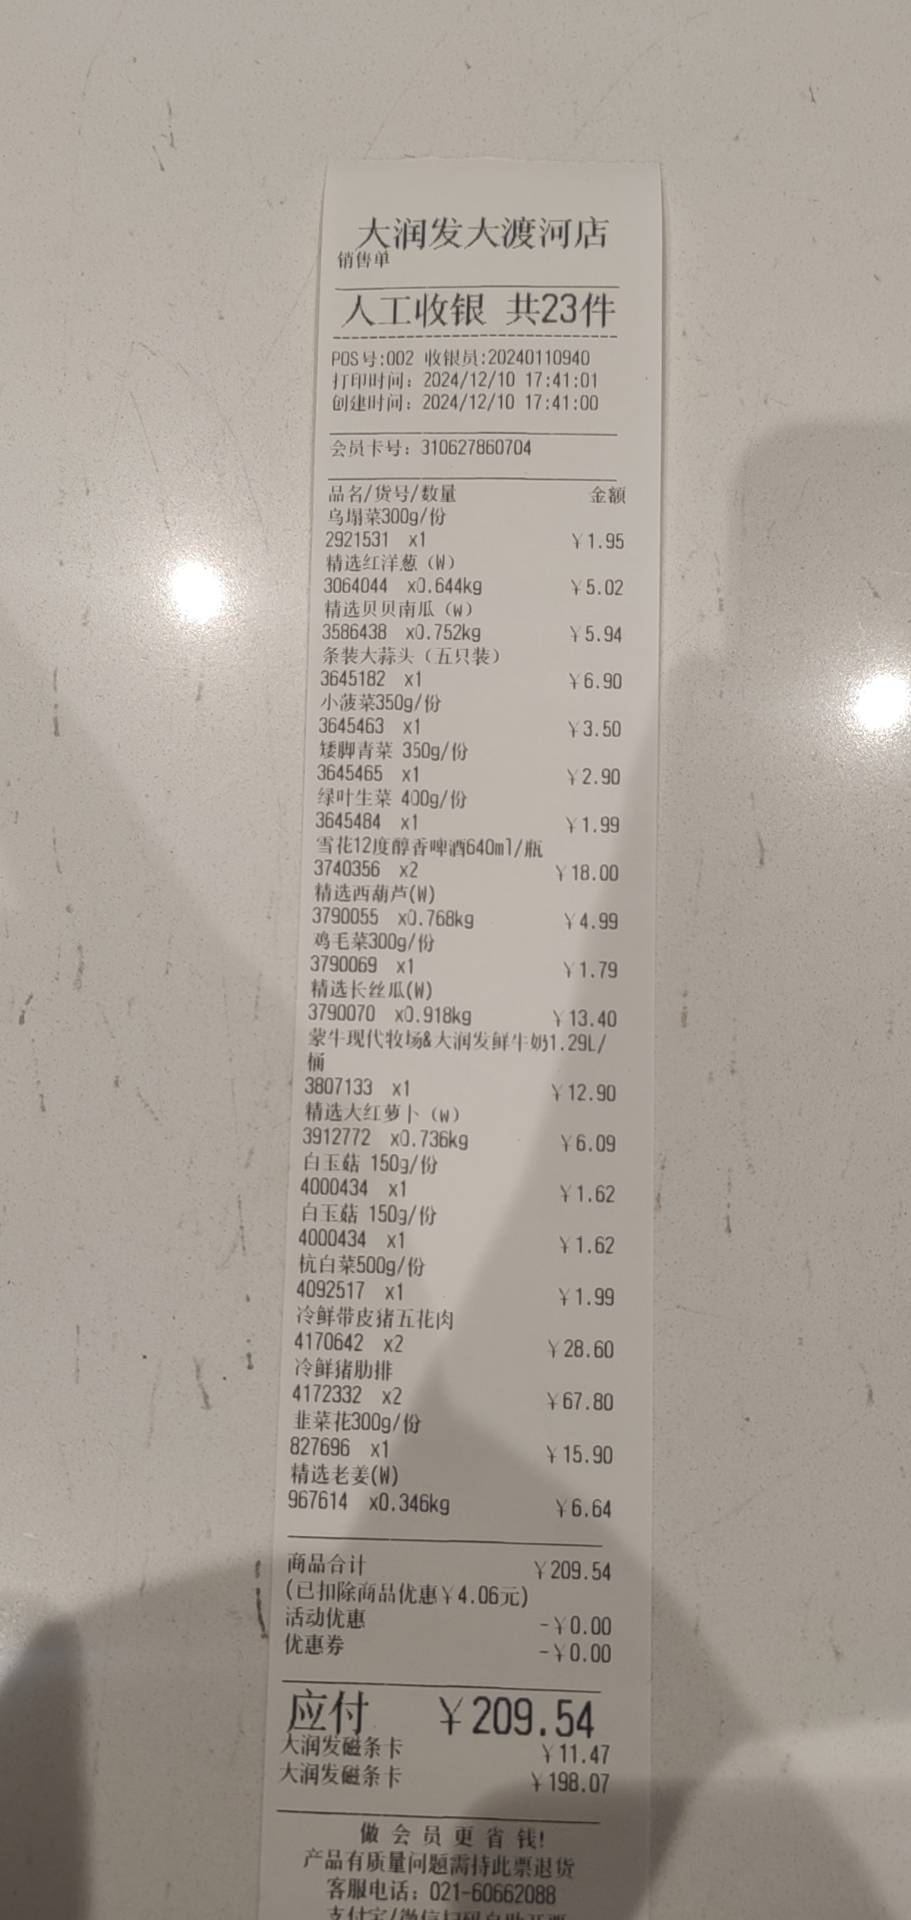 大润发大渡河店
销售单
人工收银 共23件
POS号:002 收银员:20240110940
打印时间：2024/12/10 17:41:01
创建时间：2024/12/10 17:41:00
会员卡号：310627860704
品名/货号/数量 金额
乌塌菜300g/份
2921531 x1 ￥1.95
精选红洋葱（W）
3064044 x0.644kg ￥5.02
精选贝贝南瓜（w）
3586438 x0.752kg ￥5.94
条装大蒜头（五只装）
3645182 x1 ￥6.90
小菠菜350g/份
3645463 x1 ￥3.50
矮脚青菜 350g/份
3645465 x1 ￥2.90
绿叶生菜 400g/份
3645484 x1 ￥1.99
雪花12度醇香啤酒640ml/瓶
3740356 x2 ￥18.00
精选西葫芦(W)
3790055 x0.768kg ￥4.99
鸡毛菜300g/份
3790069 x1 ￥1.79
精选长丝瓜(W)
3790070 x0.918kg ￥13.40
蒙牛现代牧场&大润发鲜牛奶1.29L/
桶
3807133 x1 ￥12.90
精选大红萝卜（w）
3912772 x0.736kg ￥6.09
白玉菇 150g/份
4000434 x1 ￥1.62
白玉菇 150g/份
4000434 x1 ￥1.62
杭白菜500g/份
4092517 x1 ￥1.99
冷鲜带皮猪五花肉
4170642 x2 ￥28.60
冷鲜猪肋排
4172332 x2 ￥67.80
韭菜花300g/份
827696 x1 ￥15.90
精选老姜(W)
967614 x0.346kg ￥6.64
商品合计 ￥209.54
(已扣除商品优惠￥4.06元)
活动优惠 -￥0.00
优惠券 -￥0.00
应付 ￥209.54
大润发磁条卡 ￥11.47
大润发磁条卡 ￥198.07
做会员更省钱!
产品有质量问题需持此票退货
客服电话：021-60662088
支付宝/微信扫码自助开票